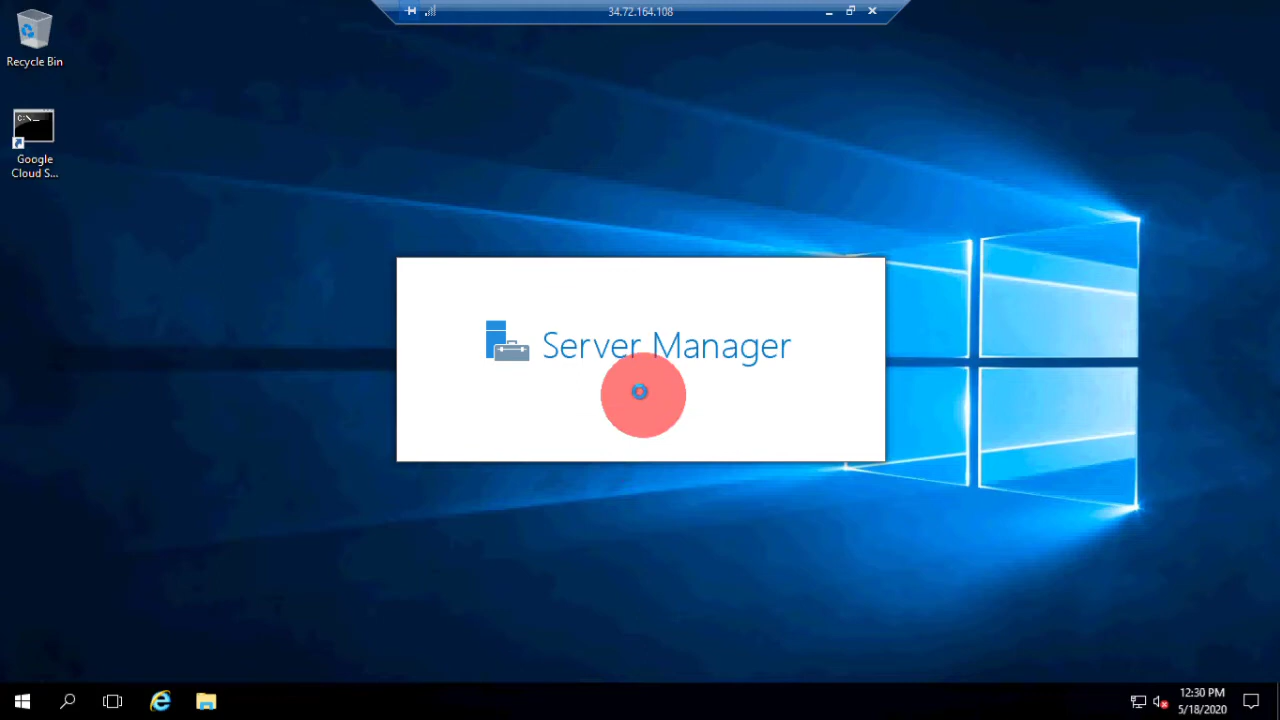 34.72.164.108
Recycle Bin
C:\._
Google
Cloud S...
Server Manager
12:30 PM
5/18/2020